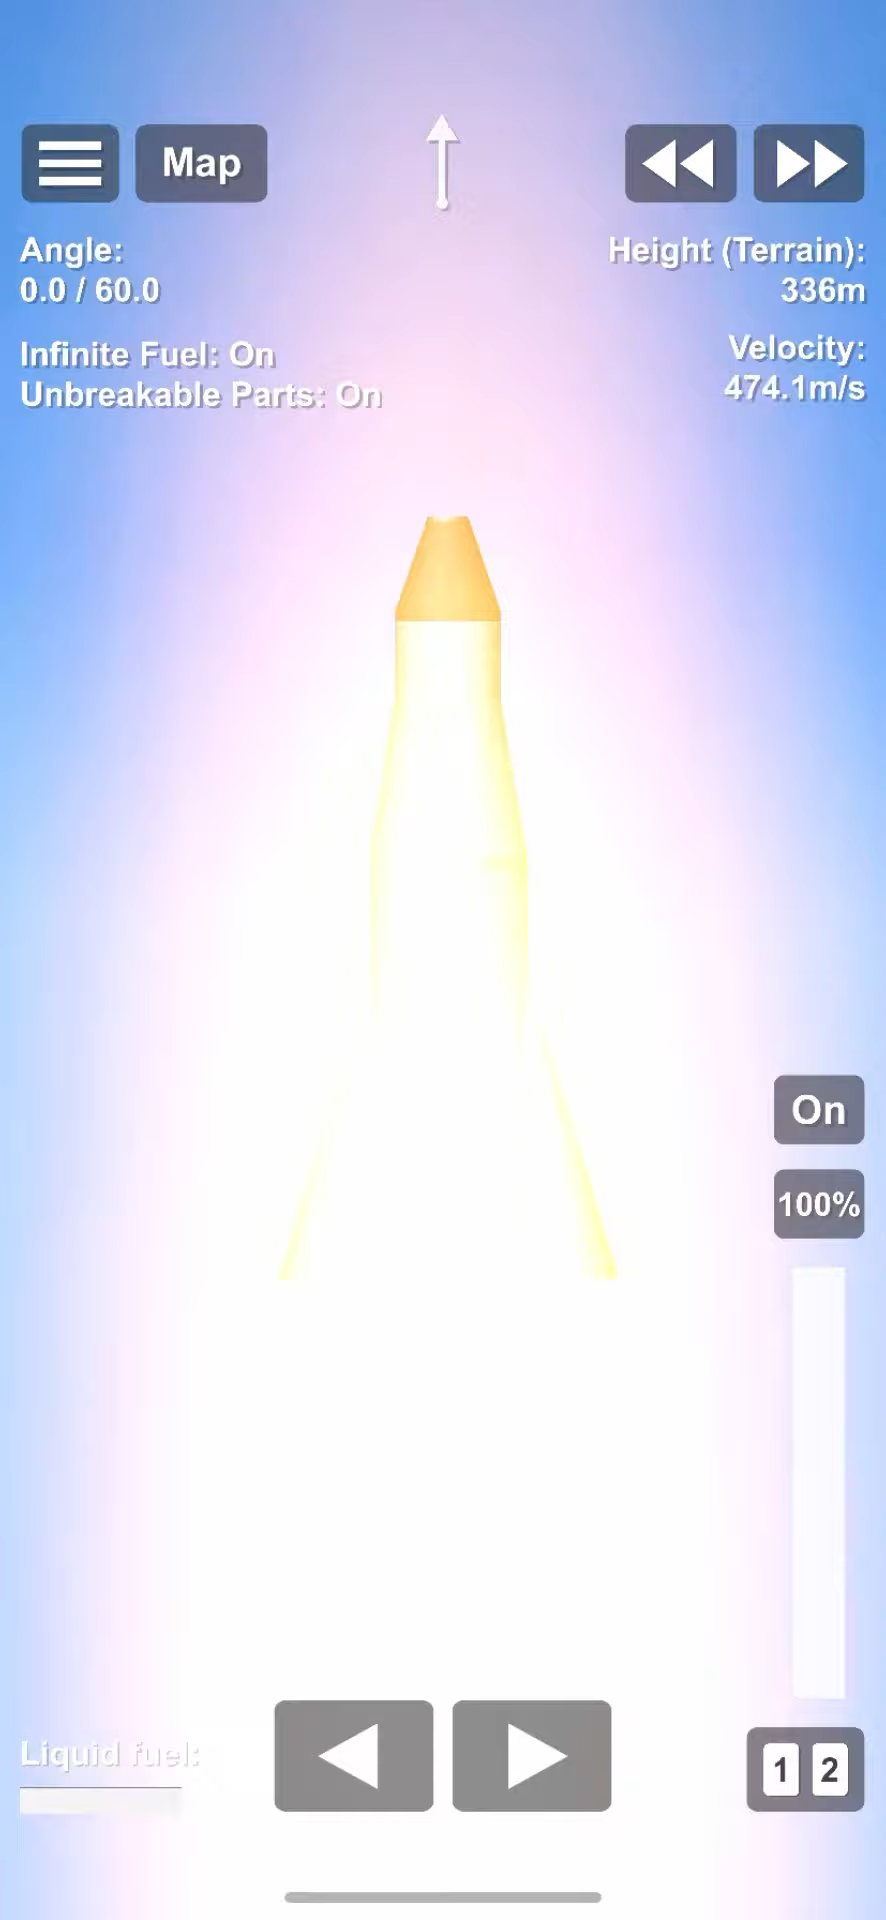 Map
Angle:
0.0 / 60.0
Infinite Fuel: On
Unbreakable Parts: On
Height (Terrain):
336m
Velocity:
474.1m/s
On
100%
Liquid fuel:
1 2